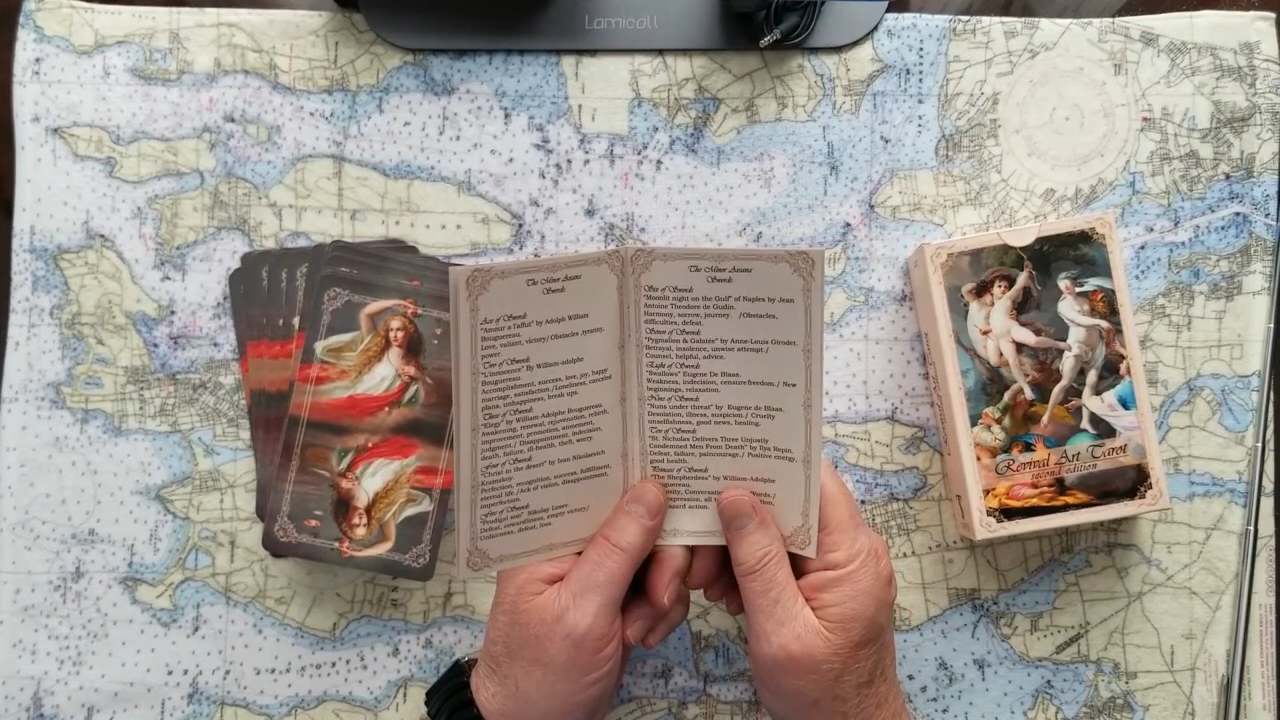 Lamicall
The Minor Arcana
Swords
Ace of Swords
"Amour a l'affut" by Adolph William
Bouguereau.
Love, valiant, victory/ Obstacles ,tyranny,
power.
Two of Swords
"L'innocence" By William-adolphe
Bouguereau.
Accomplishment, success, love, joy, happy
marriage, satisfaction./Loneliness, canceled
plans, unhappiness, break ups.
Three of Swords
"Elegy" by William-Adolphe Bouguereau.
Awakening, renewal, rejuvenation, rebirth,
improvement, promotion, atonement,
judgment./ Disappointment, indecision,
death, failure, ill-health, theft, worry.
Four of Swords
"Christ in the desert" by Ivan Nikolaevich
Kramskoy.
Perfection, recognition, success, fulfillment,
eternal life./Ack of vision, disappointment
imperfection.
Five of Swords
"Prodigal son" Nikolay Losev.
Defeat, cowardliness, empty victory/
Unfairness, defeat, loss.
The Minor Arcana
Swords
Six of Swords
"Moonlit night on the Gulf" of Naples by Jean
Antoine Theodore de Gudin.
Harmony, sorrow, journey. /Obstacles,
difficulties, defeat.
Seven of Swords
"Pygmalion & Galatée" by Anne-Louis Girodet.
Betrayal, insolence, unwise attempt./
Counsel, helpful, advice.
Eight of Swords
"Swallows" Eugene De Blaas.
Weakness, indecision, censurefreedom./ New
beginnings, relaxation.
Nine of Swords
"Nuns under threat" by Eugene de Blaas.
Desolation, illness, suspicion./ Cruelty
unselfishness, good news, healing.
Ten of Swords
"St. Nicholas Delivers Three Unjustly
Condemned Men From Death" by Ilya Repin.
Defeat, failure, paincourage./ Positive energy,
good health.
Princess of Swords
"The Shepherdess" by William-Adolphe
Words./
action.
Revival Art Tarot
second edition